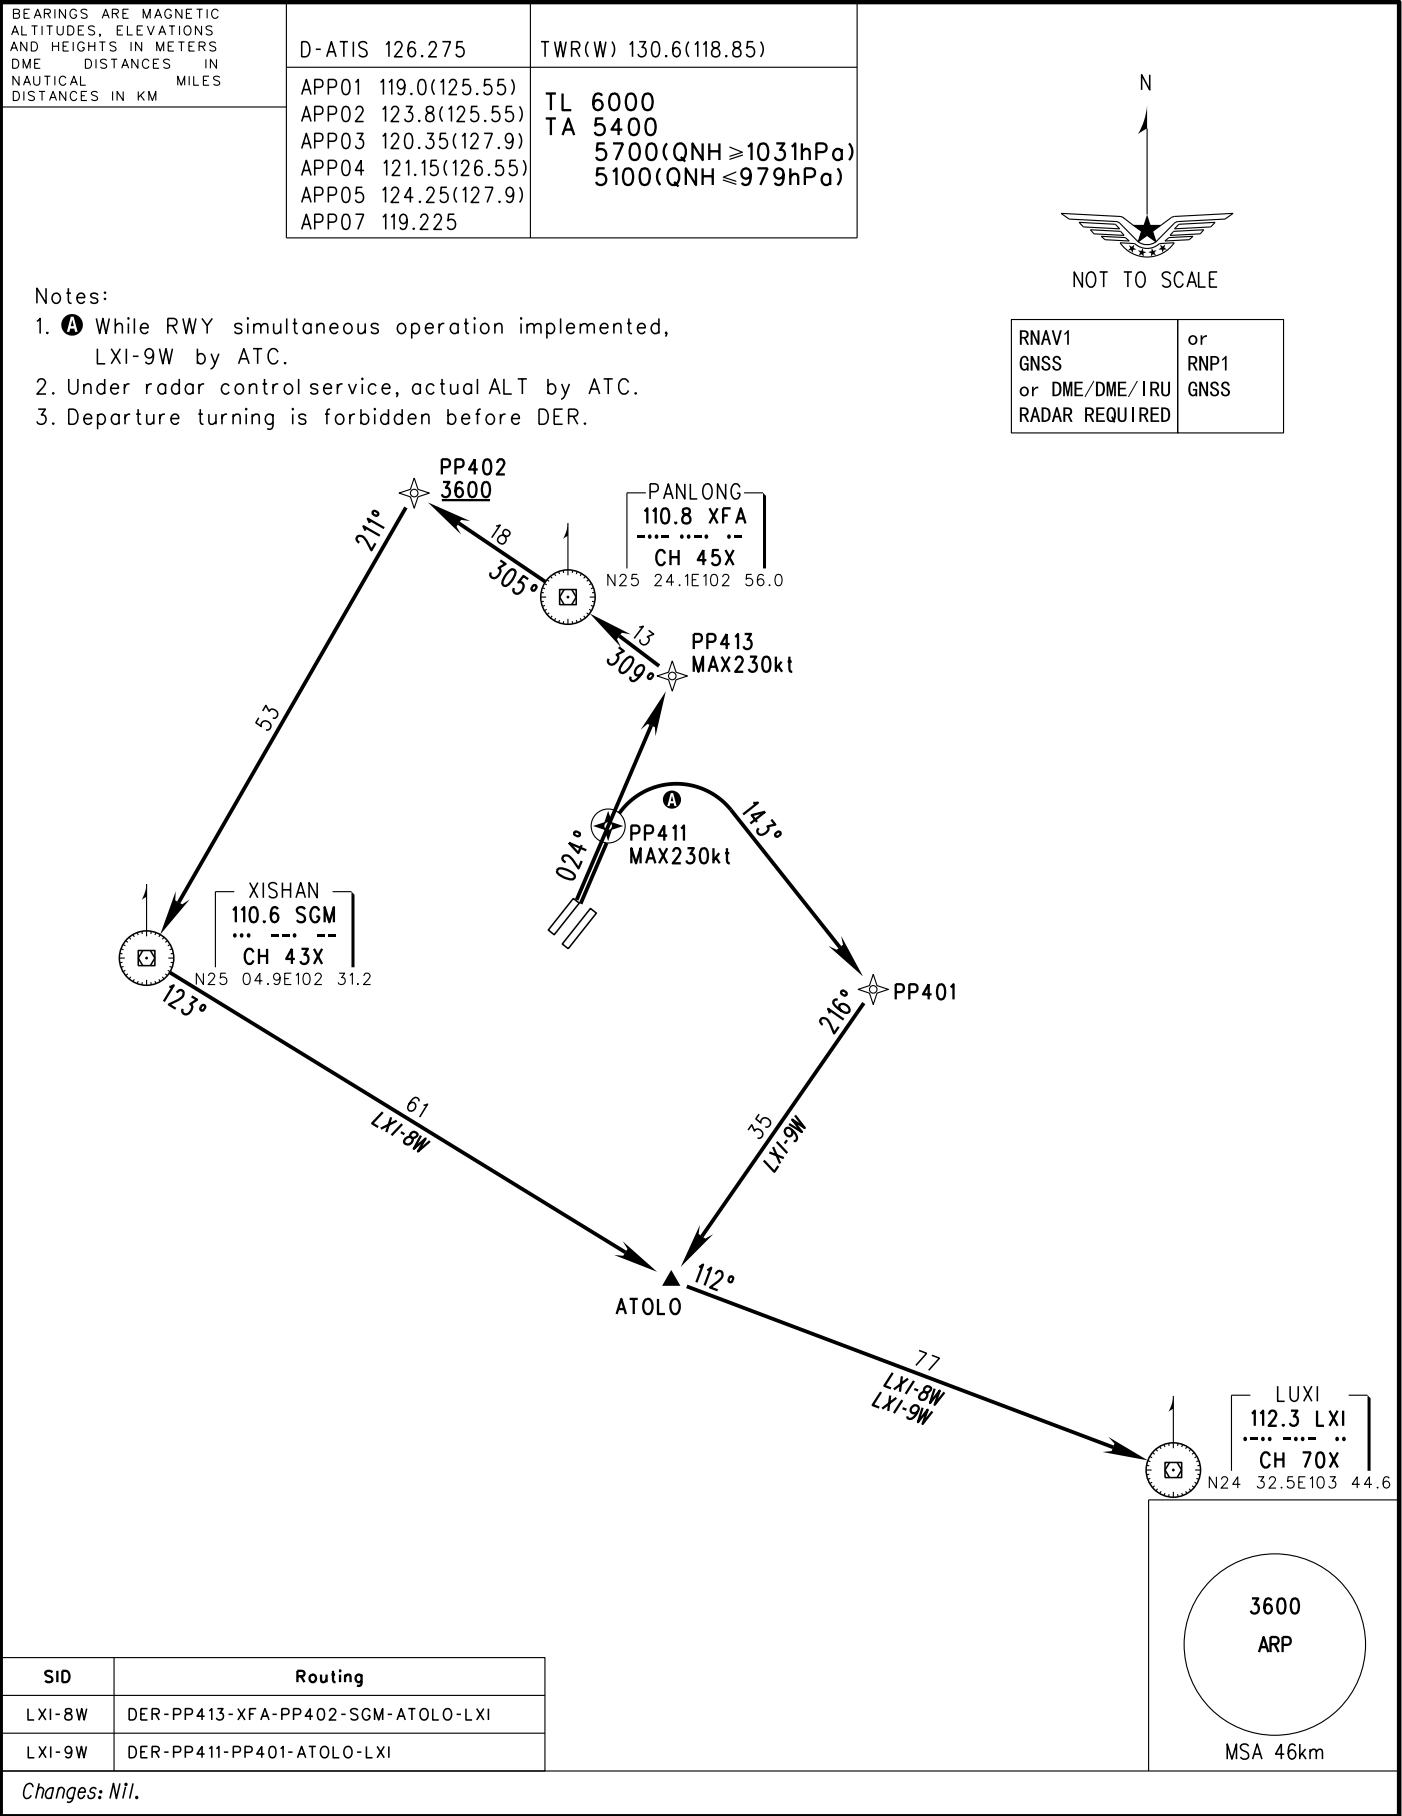 BEARINGS ARE MAGNETIC
ALTITUDES, ELEVATIONS
AND HEIGHTS IN METERS
DME DISTANCES IN
NAUTICAL MILES
DISTANCES IN KM
D-ATIS 126.275
TWR(W) 130.6(118.85)
APP01 119.0(125.55)
APP02 123.8(125.55)
APP03 120.35(127.9)
APP04 121.15(126.55)
APP05 124.25(127.9)
APP07 119.225
TL 6000
TA 5400
5700(QNH≥1031hPa)
5100(QNH≤979hPa)
N
NOT TO SCALE
Notes:
1. A While RWY simultaneous operation implemented,
LXI-9W by ATC.
2. Under radar control service, actual ALT by ATC.
3. Departure turning is forbidden before DER.
RNAV1
GNSS
or DME/DME/IRU
RADAR REQUIRED
or
RNP1
GNSS
PP402
3600
PANLONG
110.8 XFA
CH 45X
N25 24.1E102 56.0
211°
18
305°
13
309°
PP413
MAX230kt
53
A
143°
PP411
MAX230kt
024°
XISHAN
110.6 SGM
CH 43X
N25 04.9E102 31.2
123°
PP401
216°
61
LXI-8W
35
LXI-9W
112°
ATOLO
77
LXI-8W
LXI-9W
LUXI
112.3 LXI
CH 70X
N24 32.5E103 44.6
3600
ARP
MSA 46km
SID Routing
LXI-8W DER-PP413-XFA-PP402-SGM-ATOLO-LXI
LXI-9W DER-PP411-PP401-ATOLO-LXI
Changes: Nil.